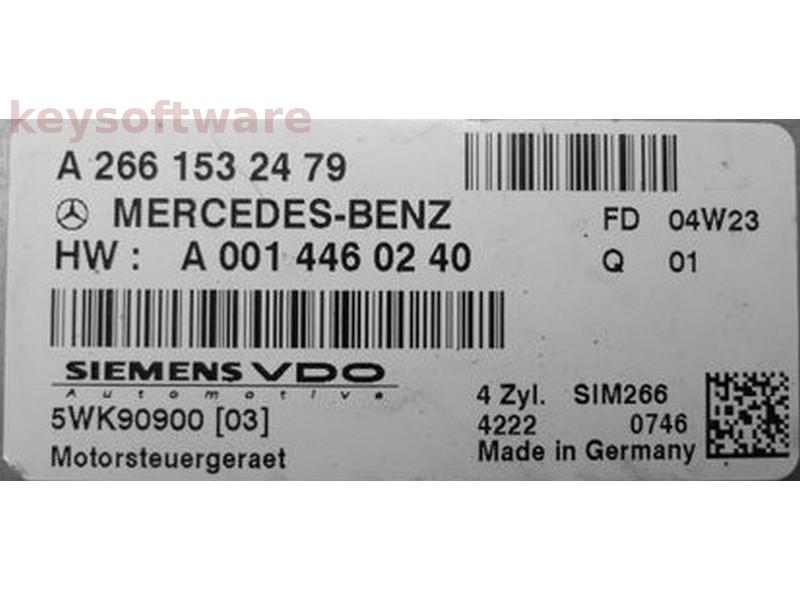 keysoftware
A 266 153 24 79
MERCEDES-BENZ
FD 04W23
HW : A 001 446 02 40
Q 01
SIEMENS VDO
Automotive
5WK90900 [03]
4 Zyl. SIM266
4222 0746
Motorsteuergeraet
Made in Germany